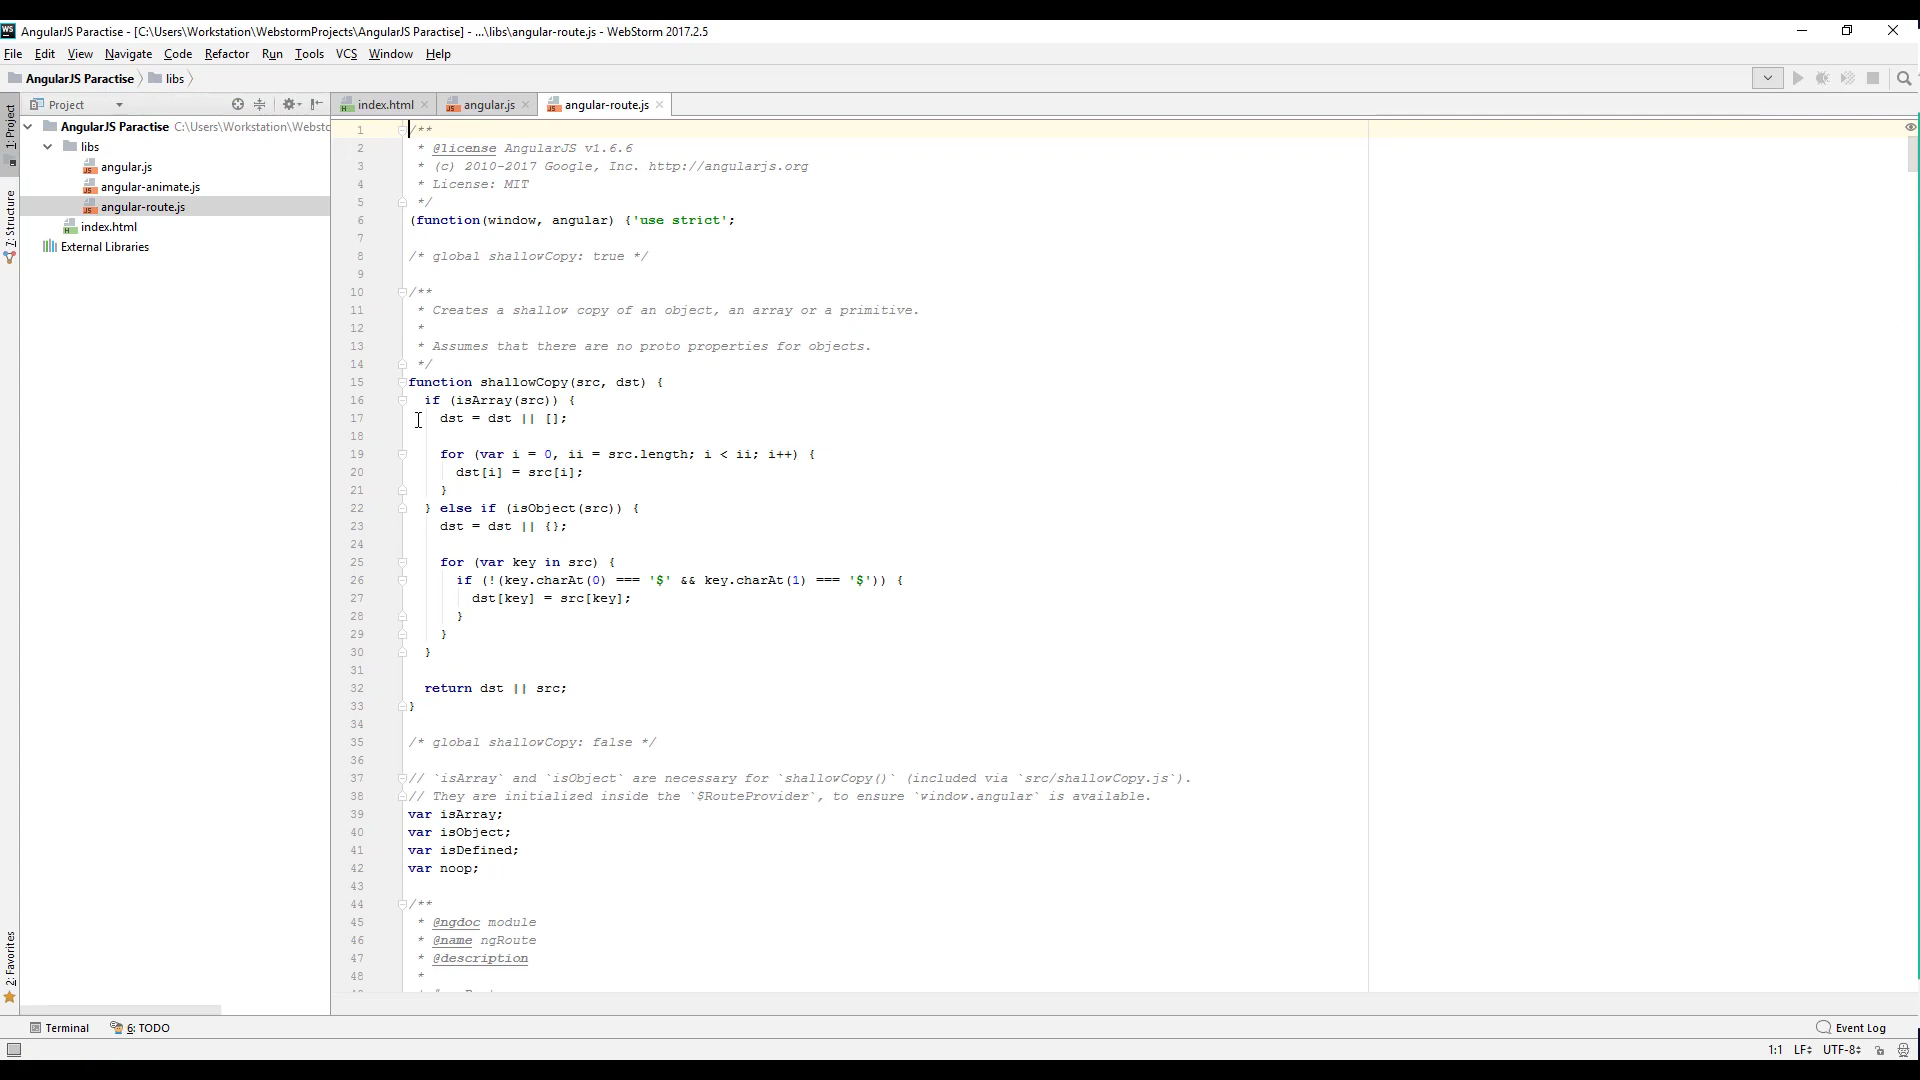 AngularJS Paractise - [C:\Users\Workstation\WebstormProjects\AngularJS Paractise] - ...\libs\angular-route.js - WebStorm 2017.2.5
File Edit View Navigate Code Refactor Run Tools VCS Window Help
AngularJS Paractise libs
Project
index.html angular.js angular-route.js
1: Project
7: Structure
2: Favorites
AngularJS Paractise C:\Users\Workstation\Websto
libs
angular.js
angular-animate.js
angular-route.js
index.html
External Libraries
1 /**
2 * @license AngularJS v1.6.6
3 * (c) 2010-2017 Google, Inc. http://angularjs.org
4 * License: MIT
5 */
6 (function(window, angular) {'use strict';
7
8 /* global shallowCopy: true */
9
10 /**
11 * Creates a shallow copy of an object, an array or a primitive.
12 *
13 * Assumes that there are no proto properties for objects.
14 */
15 function shallowCopy(src, dst) {
16 if (isArray(src)) {
17 dst = dst || [];
18
19 for (var i = 0, ii = src.length; i < ii; i++) {
20 dst[i] = src[i];
21 }
22 } else if (isObject(src)) {
23 dst = dst || {};
24
25 for (var key in src) {
26 if (!(key.charAt(0) === '$' && key.charAt(1) === '$')) {
27 dst[key] = src[key];
28 }
29 }
30 }
31
32 return dst || src;
33 }
34
35 /* global shallowCopy: false */
36
37 // `isArray` and `isObject` are necessary for `shallowCopy()` (included via `src/shallowCopy.js`).
38 // They are initialized inside the `$RouteProvider`, to ensure `window.angular` is available.
39 var isArray;
40 var isObject;
41 var isDefined;
42 var noop;
43
44 /**
45 * @ngdoc module
46 * @name ngRoute
47 * @description
48 *
Terminal 6: TODO Event Log
1:1 LF UTF-8